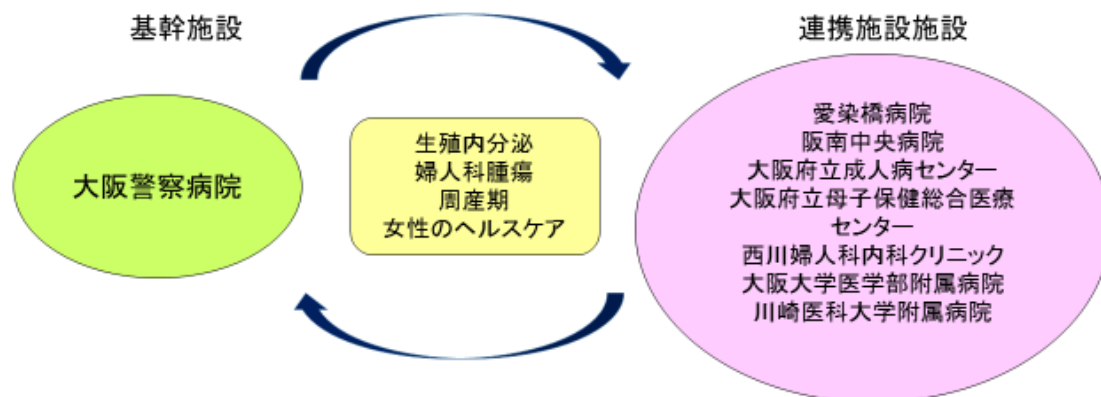 基幹施設
連携施設施設
大阪警察病院
生殖内分泌
婦人科腫瘍
周産期
女性のヘルスケア
愛染橋病院
阪南中央病院
大阪府立成人病センター
大阪府立母子保健総合医療
センター
西川婦人科内科クリニック
大阪大学医学部附属病院
川崎医科大学附属病院